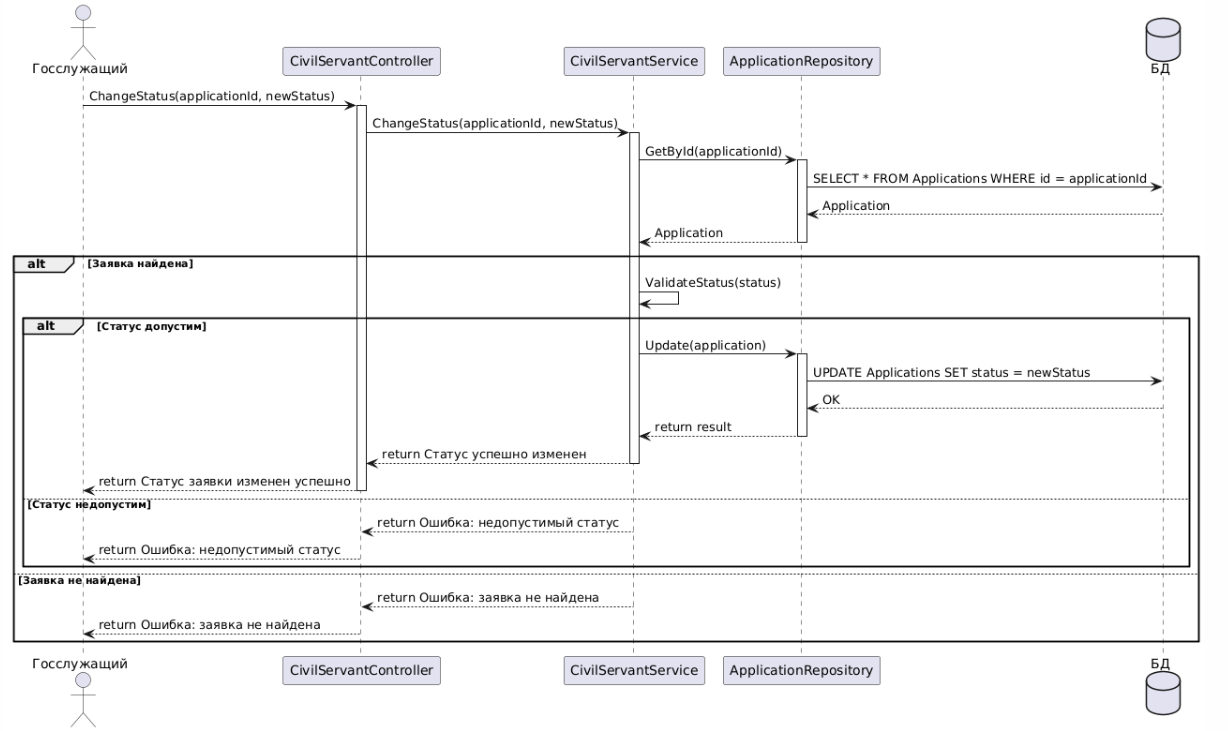 Госслужащий
CivilServantController
CivilServantService
ApplicationRepository
БД
ChangeStatus(applicationId, newStatus)
ChangeStatus(applicationId, newStatus)
GetById(applicationId)
SELECT * FROM Applications WHERE id = applicationId
Application
Application
alt
[Заявка найдена]
ValidateStatus(status)
alt
[Статус допустим]
Update(application)
UPDATE Applications SET status = newStatus
OK
return result
return Статус успешно изменен
return Статус заявки изменен успешно
[Статус недопустим]
return Ошибка: недопустимый статус
return Ошибка: недопустимый статус
[Заявка не найдена]
return Ошибка: заявка не найдена
return Ошибка: заявка не найдена
Госслужащий
CivilServantController
CivilServantService
ApplicationRepository
БД